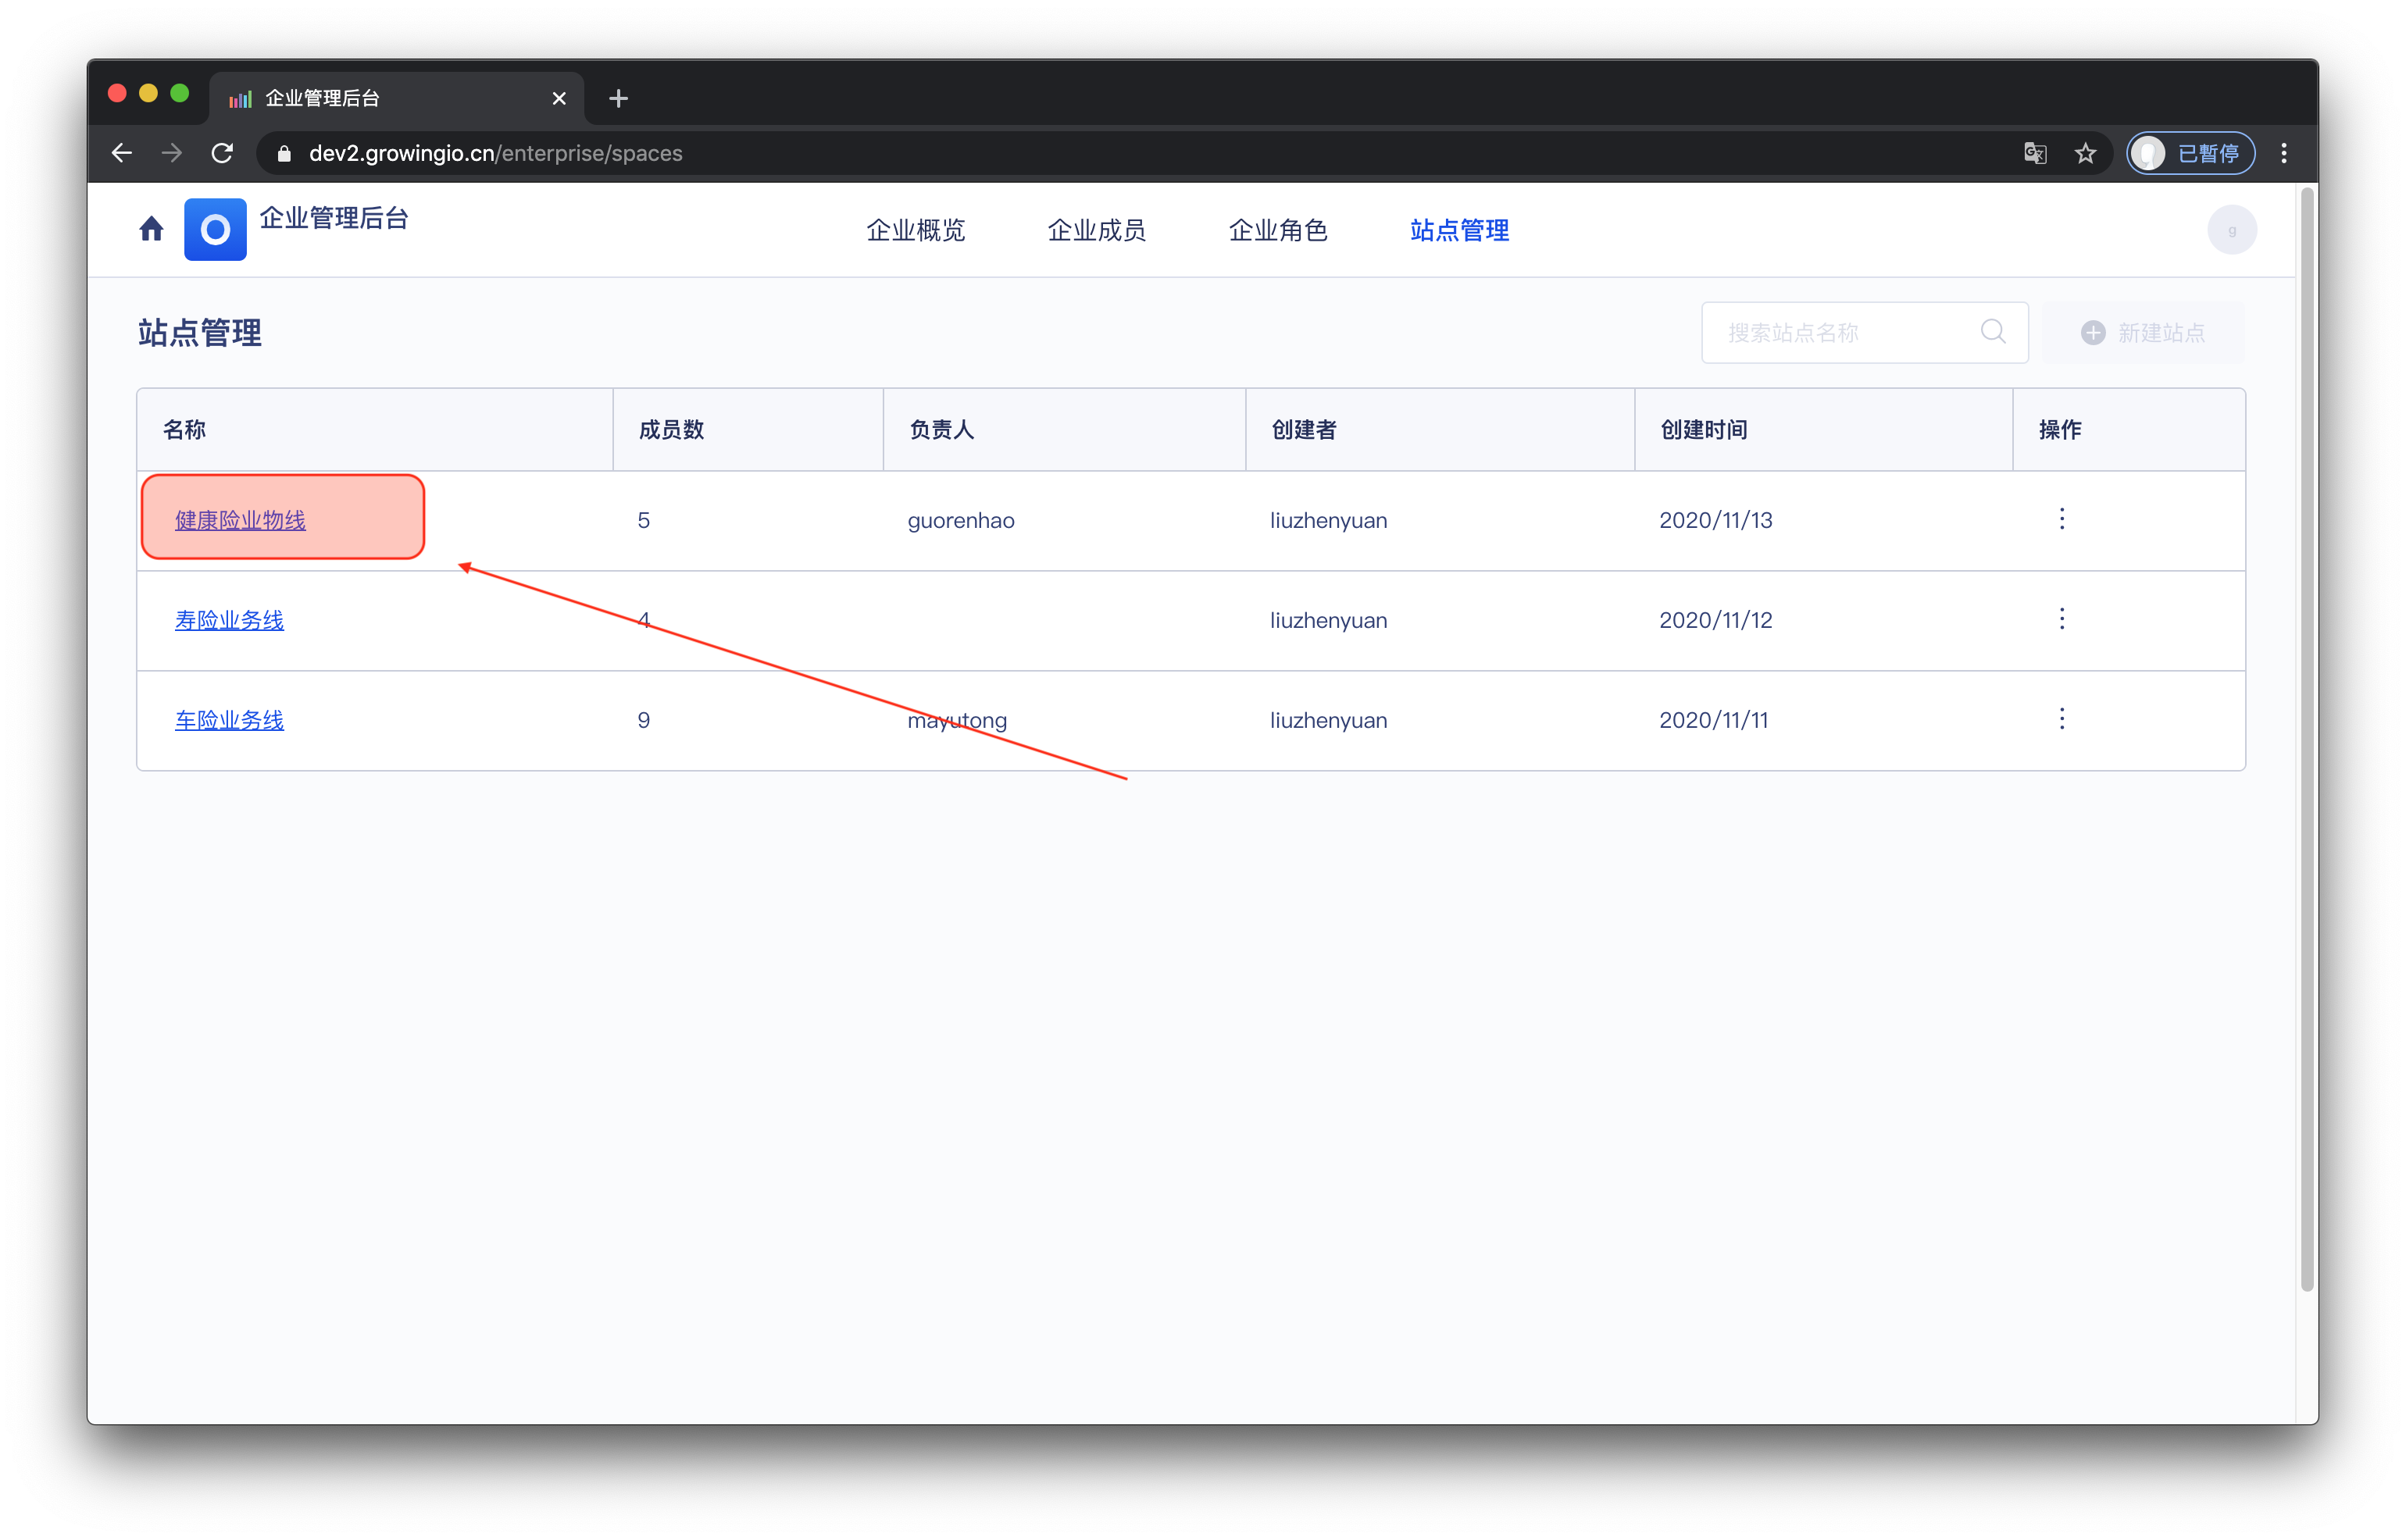 企业管理后台
dev2.growingio.cn/enterprise/spaces
已暂停
企业管理后台 企业概览 企业成员 企业角色 站点管理 g
站点管理 搜索站点名称 新建站点
名称 成员数 负责人 创建者 创建时间 操作
健康险业物线 5 guorenhao liuzhenyuan 2020/11/13
寿险业务线 4 liuzhenyuan 2020/11/12
车险业务线 9 mayutong liuzhenyuan 2020/11/11